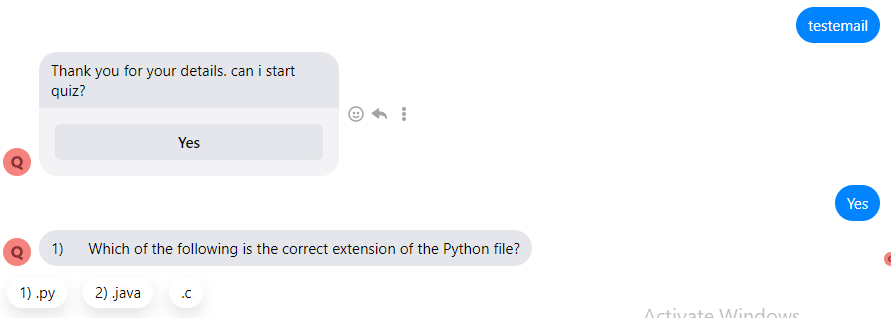 testemail
Thank you for your details. can i start
quiz?
Yes
Q
Yes
Q
1) Which of the following is the correct extension of the Python file?
1) .py 2) .java .c
Activate Windows